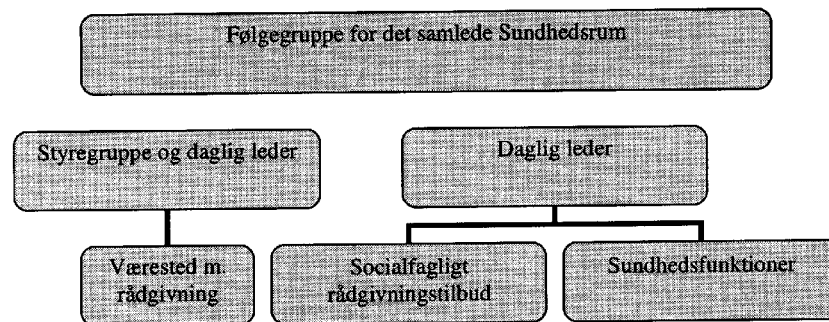 Følgegruppe for det samlede Sundhedsrum
Styregruppe og daglig leder
Daglig leder
Værested m.
rådgivning
Socialfagligt
rådgivningstilbud
Sundhedsfunktioner